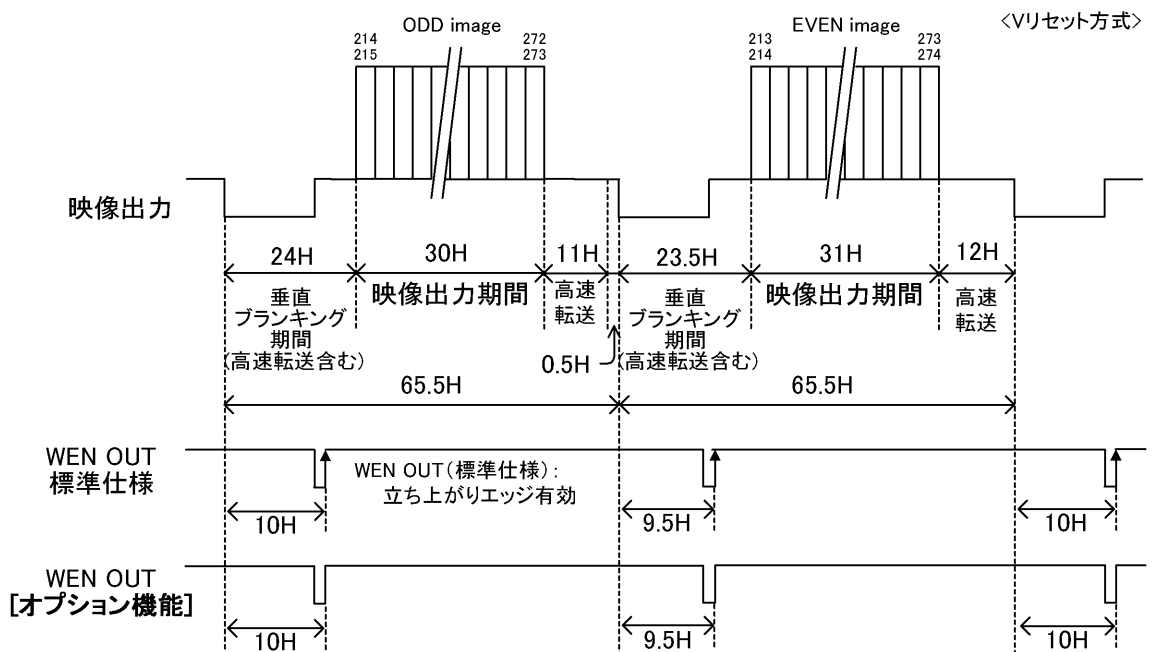 ODD image
EVEN image
〈Vリセット方式〉
214
215
272
273
213
214
273
274
映像出力
24H
30H
11H
23.5H
31H
12H
垂直
ブランキング
期間
(高速転送含む)
映像出力期間
高速
転送
0.5H
垂直
ブランキング
期間
(高速転送含む)
映像出力期間
高速
転送
65.5H
65.5H
WEN OUT
標準仕様
WEN OUT(標準仕様):
立ち上がりエッジ有効
10H
9.5H
10H
WEN OUT
[オプション機能]
10H
9.5H
10H